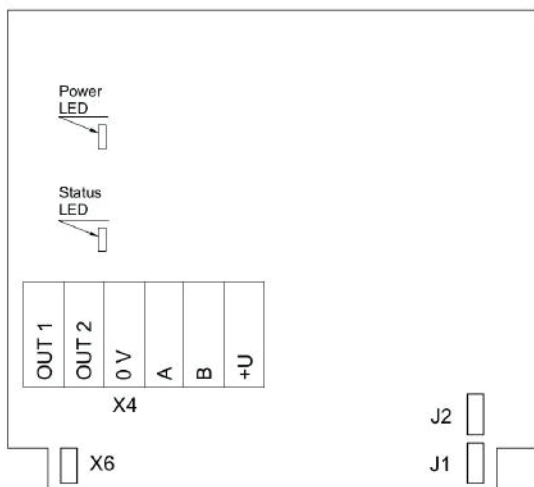 Power
LED
Status
LED
OUT 1
OUT 2
0 V
A
B
+U
X4
J2
X6
J1